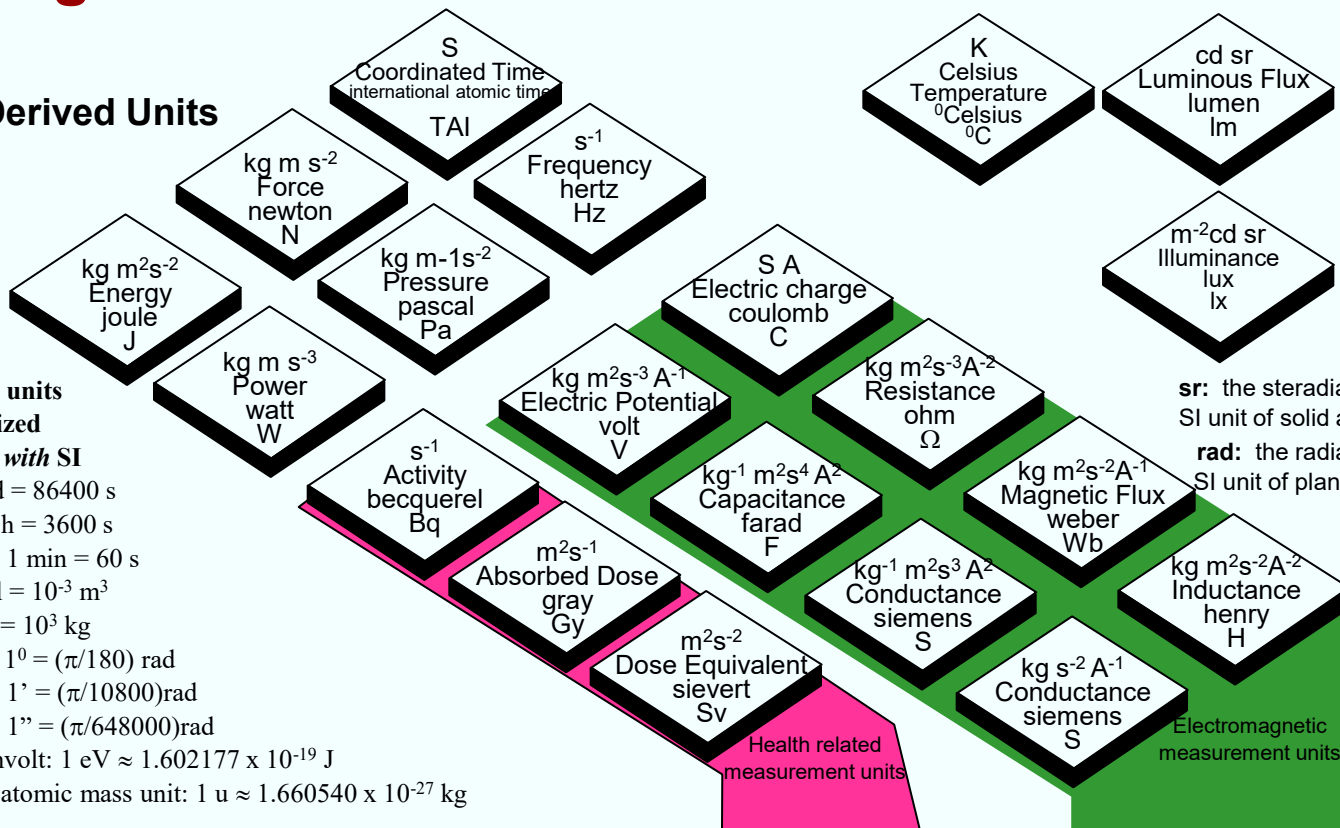 g
Derived Units
S
Coordinated Time
international atomic time
TAI
s⁻¹
Frequency
hertz
Hz
kg m s⁻²
Force
newton
N
kg m-1s⁻²
Pressure
pascal
Pa
kg m²s⁻²
Energy
joule
J
kg m s⁻³
Power
watt
W
K
Celsius
Temperature
⁰Celsius
⁰C
cd sr
Luminous Flux
lumen
lm
m⁻²cd sr
Illuminance
lux
lx
S A
Electric charge
coulomb
C
kg m²s⁻³ A⁻¹
Electric Potential
volt
V
kg m²s⁻³A⁻²
Resistance
ohm
Ω
kg⁻¹ m²s⁴ A²
Capacitance
farad
F
kg m²s⁻²A⁻¹
Magnetic Flux
weber
Wb
kg⁻¹ m²s³ A²
Conductance
siemens
S
kg m²s⁻²A⁻²
Inductance
henry
H
kg s⁻² A⁻¹
Conductance
siemens
S
Electromagnetic
measurement units
s⁻¹
Activity
becquerel
Bq
m²s⁻¹
Absorbed Dose
gray
Gy
m²s⁻²
Dose Equivalent
sievert
Sv
Health related
measurement units
sr: the steradia
SI unit of solid a
rad: the radia
SI unit of plan
units
ized
with SI
d = 86400 s
h = 3600 s
1 min = 60 s
l = 10⁻³ m³
= 10³ kg
1⁰ = (π/180) rad
1’ = (π/10800)rad
1” = (π/648000)rad
nvolt: 1 eV ≈ 1.602177 x 10⁻¹⁹ J
atomic mass unit: 1 u ≈ 1.660540 x 10⁻²⁷ kg